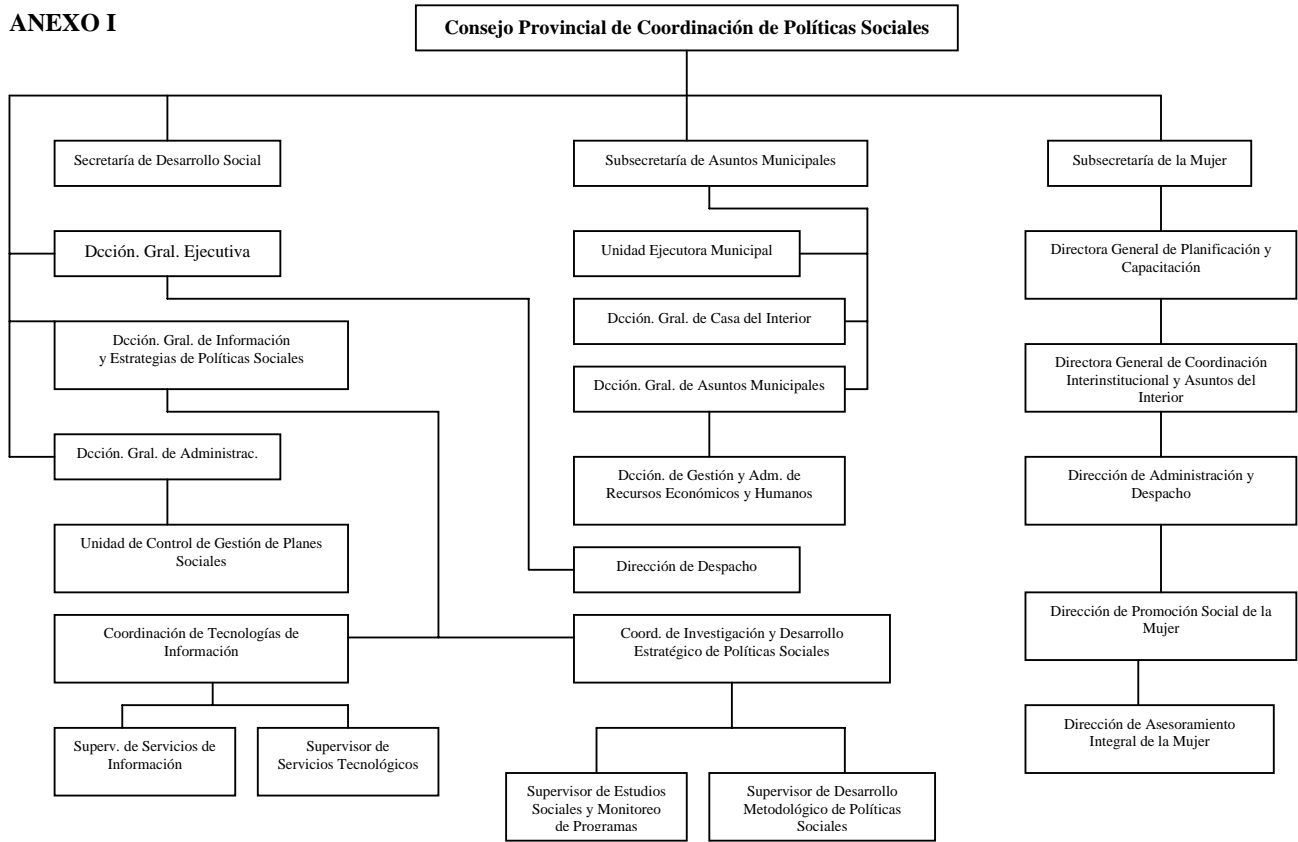 ANEXO I
Consejo Provincial de Coordinación de Políticas Sociales
Secretaría de Desarrollo Social
Subsecretaría de Asuntos Municipales
Subsecretaría de la Mujer
Dcción. Gral. Ejecutiva
Unidad Ejecutora Municipal
Directora General de Planificación y
Capacitación
Dcción. Gral. de Casa del Interior
Dcción. Gral. de Información
y Estrategias de Políticas Sociales
Dcción. Gral. de Asuntos Municipales
Directora General de Coordinación
Interinstitucional y Asuntos del
Interior
Dcción. Gral. de Administrac.
Dcción. de Gestión y Adm. de
Recursos Económicos y Humanos
Dirección de Administración y
Despacho
Unidad de Control de Gestión de Planes
Sociales
Dirección de Despacho
Coordinación de Tecnologías de
Información
Coord. de Investigación y Desarrollo
Estratégico de Políticas Sociales
Dirección de Promoción Social de la
Mujer
Superv. de Servicios de
Información
Supervisor de
Servicios Tecnológicos
Dirección de Asesoramiento
Integral de la Mujer
Supervisor de Estudios
Sociales y Monitoreo
de Programas
Supervisor de Desarrollo
Metodológico de Políticas
Sociales